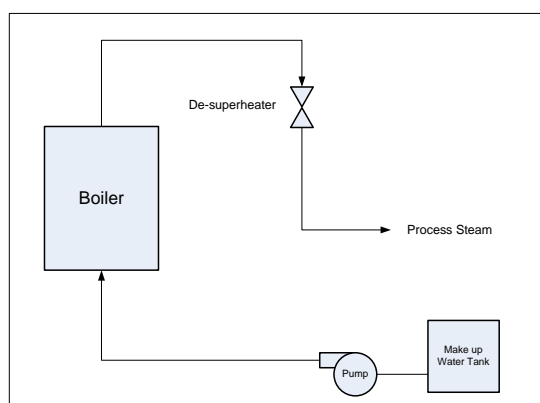 De-superheater
Boiler
Process Steam
Pump
Make up
Water Tank